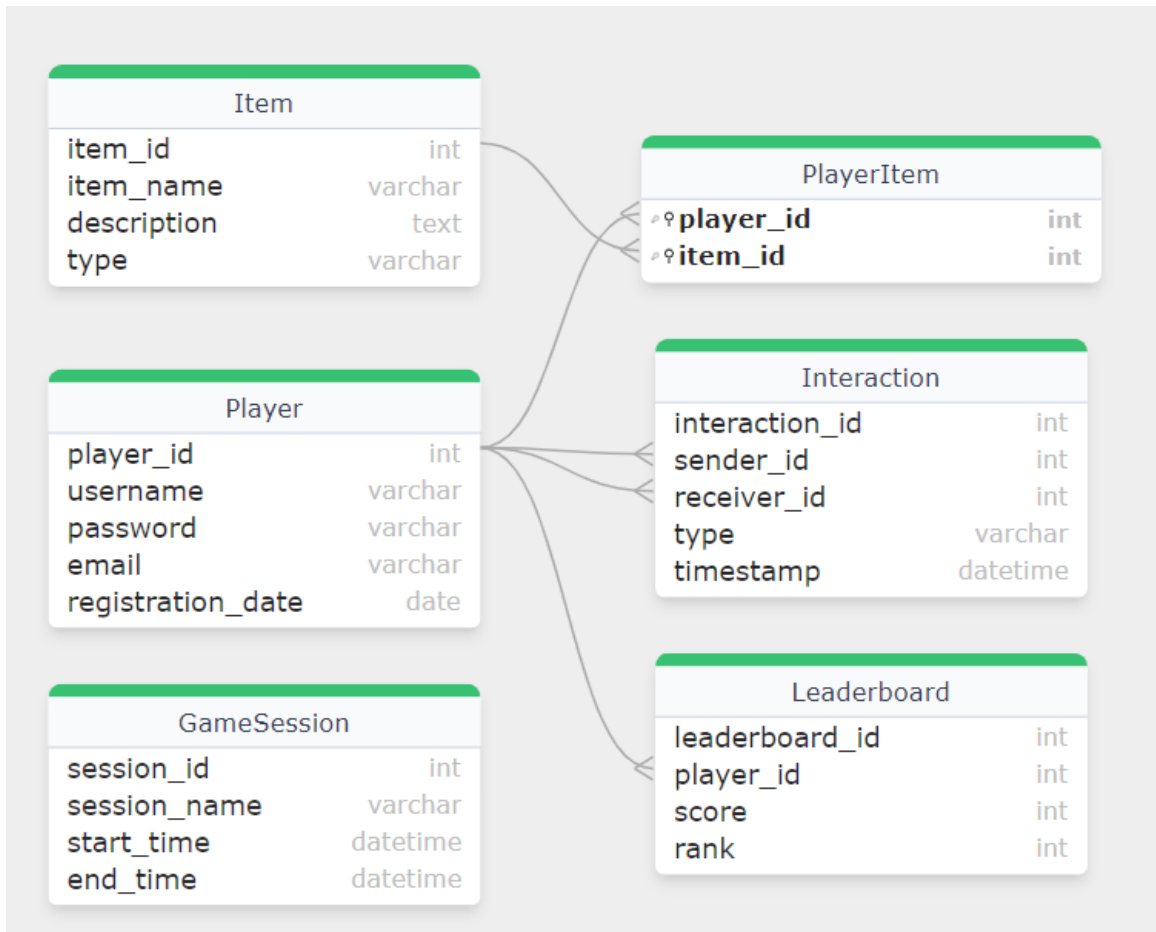 Item
item_id int
item_name varchar
description text
type varchar
Player
player_id int
username varchar
password varchar
email varchar
registration_date date
GameSession
session_id int
session_name varchar
start_time datetime
end_time datetime
PlayerItem
player_id int
item_id int
Interaction
interaction_id int
sender_id int
receiver_id int
type varchar
timestamp datetime
Leaderboard
leaderboard_id int
player_id int
score int
rank int